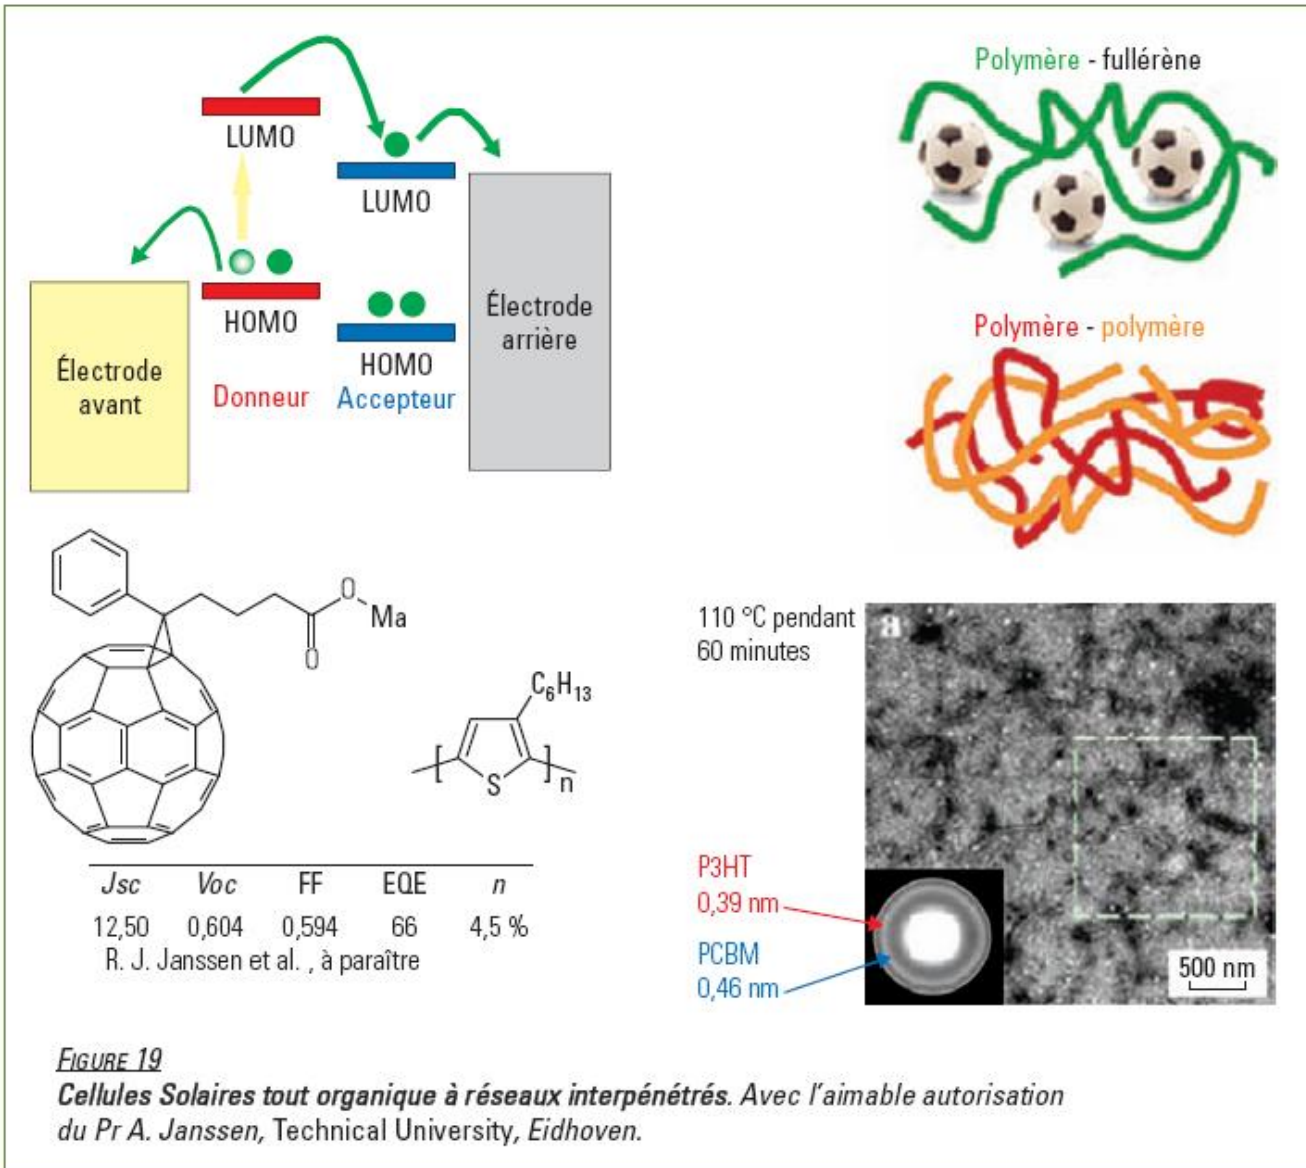 LUMO
LUMO
HOMO
HOMO
Électrode
avant
Donneur
Accepteur
Électrode
arrière
Polymère - fullérène
Polymère - polymère
O
Ma
O
C6H13
S
n
Jsc Voc FF EQE n
12,50 0,604 0,594 66 4,5 %
R. J. Janssen et al. , à paraître
110 °C pendant
60 minutes
a
P3HT
0,39 nm
PCBM
0,46 nm
500 nm
FIGURE 19
Cellules Solaires tout organique à réseaux interpénétrés. Avec l'aimable autorisation
du Pr A. Janssen, Technical University, Eidhoven.